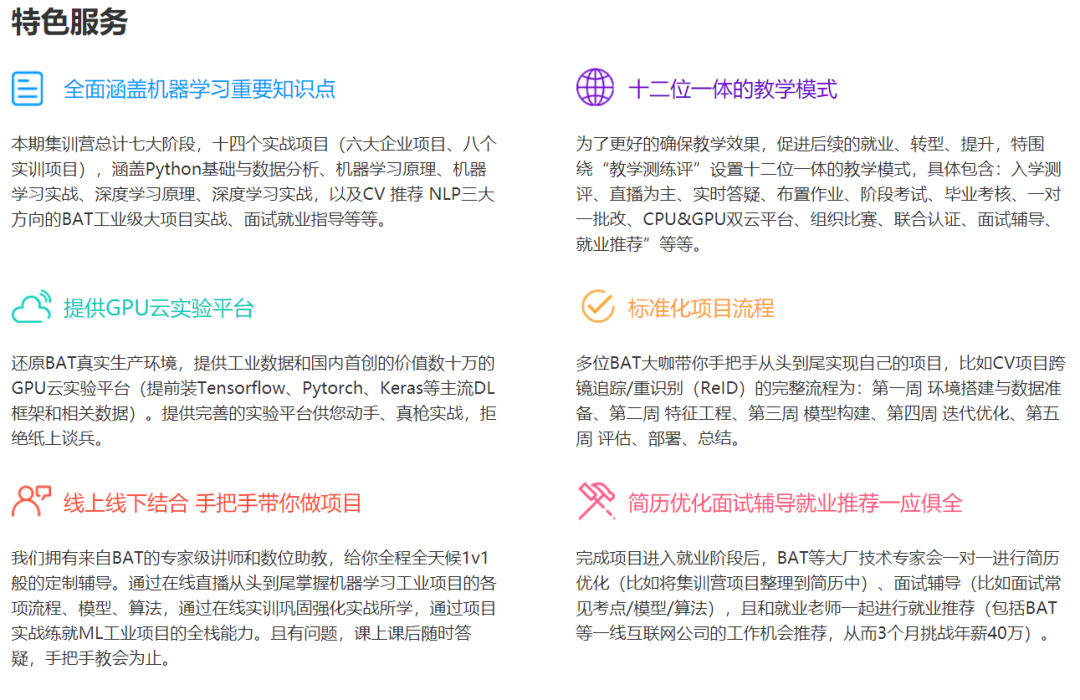 特色服务
全面涵盖机器学习重要知识点
本期集训营总计七大阶段，十四个实战项目（六大企业项目、八个
实训项目），涵盖Python基础与数据分析、机器学习原理、机器
学习实战、深度学习原理、深度学习实战，以及CV 推荐 NLP三大
方向的BAT工业级大项目实战、面试就业指导等等。
十二位一体的教学模式
为了更好的确保教学效果，促进后续的就业、转型、提升，特围
绕“教学测练评”设置十二位一体的教学模式，具体包含：入学测
评、直播为主、实时答疑、布置作业、阶段考试、毕业考核、一对
一批改、CPU&GPU双云平台、组织比赛、联合认证、面试辅导、
就业推荐”等等。
提供GPU云实验平台
还原BAT真实生产环境，提供工业数据和国内首创的价值数十万的
GPU云实验平台（提前装Tensorflow、Pytorch、Keras等主流DL
框架和相关数据）。提供完善的实验平台供您动手、真枪实战，拒
绝纸上谈兵。
标准化项目流程
多位BAT大咖带你手把手从头到尾实现自己的项目，比如CV项目跨
镜追踪/重识别（ReID）的完整流程为：第一周 环境搭建与数据准
备、第二周 特征工程、第三周 模型构建、第四周 迭代优化、第五
周 评估、部署、总结。
线上线下结合 手把手带你做项目
我们拥有来自BAT的专家级讲师和数位助教，给你全程全天候1v1
般的定制辅导。通过在线直播从头到尾掌握机器学习工业项目的各
项流程、模型、算法，通过在线实训巩固强化实战所学，通过项目
实战练就ML工业项目的全栈能力。且有问题，课上课后随时答
疑，手把手教会为止。
简历优化面试辅导就业推荐一应俱全
完成项目进入就业阶段后，BAT等大厂技术专家会一对一进行简历
优化（比如将集训营项目整理到简历中）、面试辅导（比如面试常
见考点/模型/算法），且和就业老师一起进行就业推荐（包括BAT
等一线互联网公司的工作机会推荐，从而3个月挑战年薪40万）。